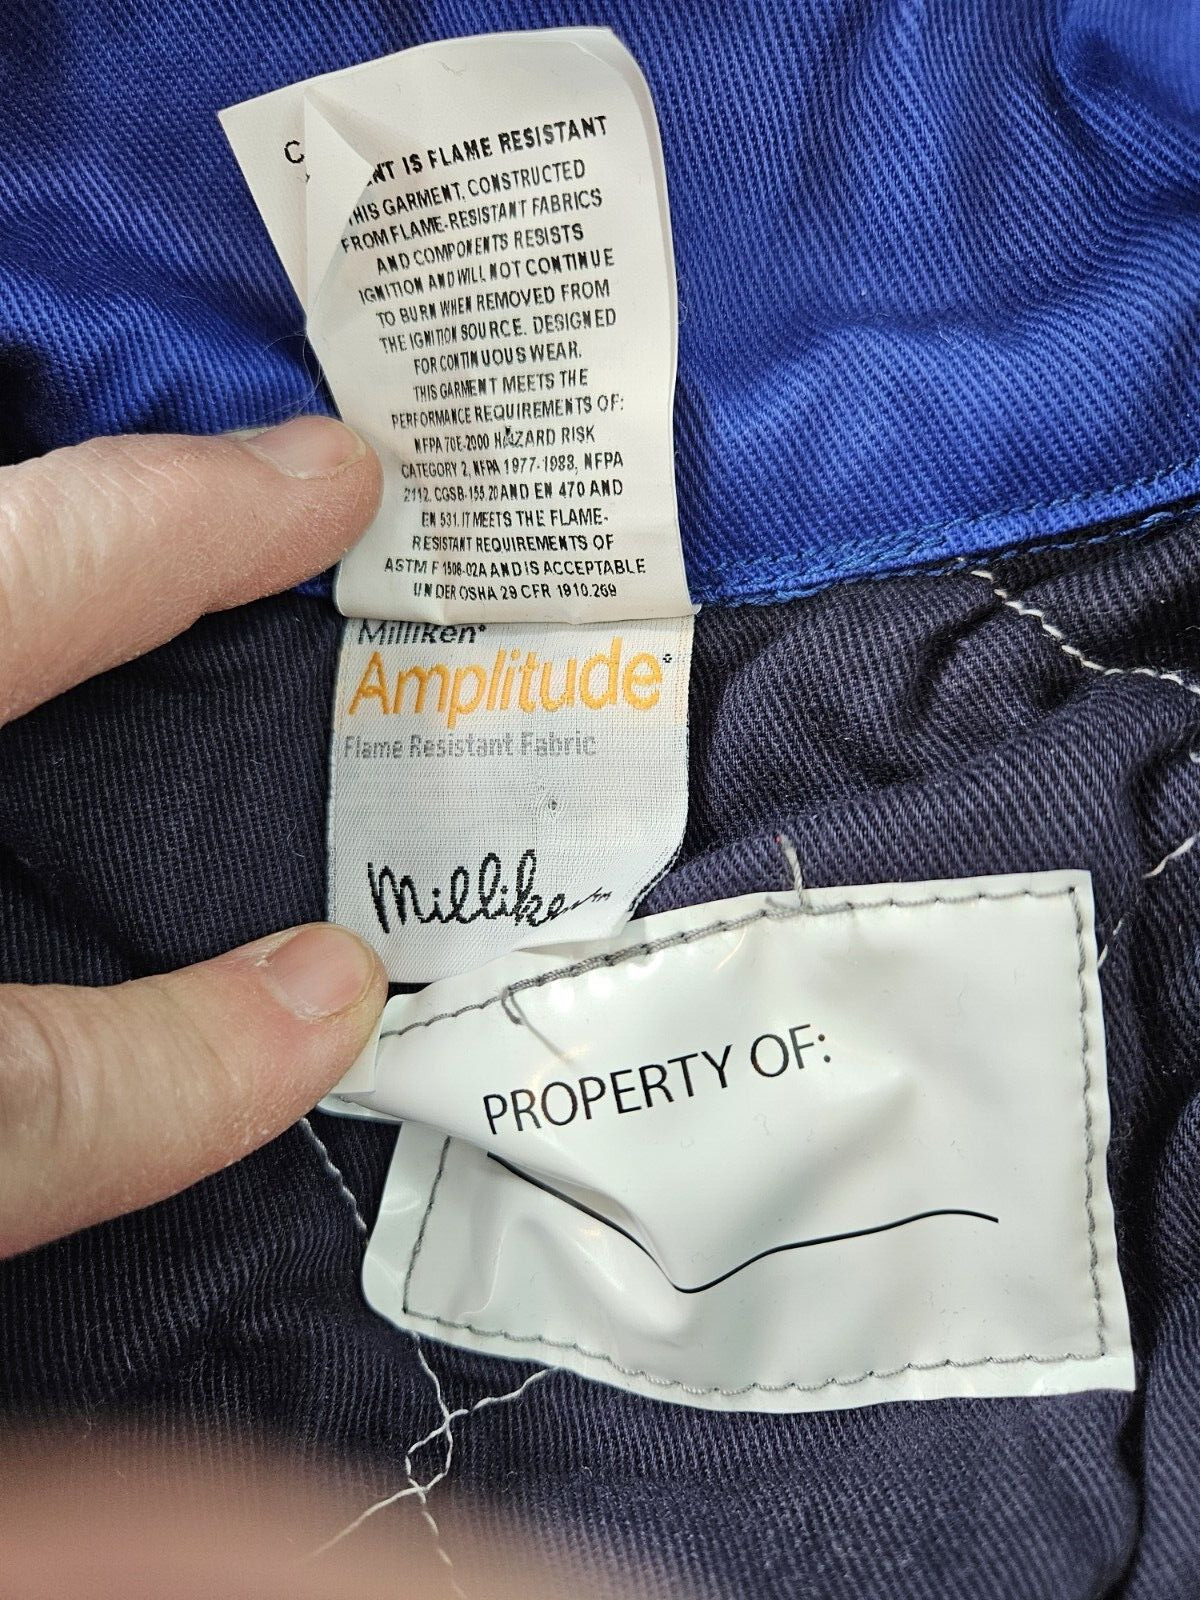 C
IS FLAME RESISTANT
THIS GARMENT, CONSTRUCTED
FROM FLAME-RESISTANT FABRICS
AND COMPONENTS RESISTS
IGNITION AND WILL NOT CONTINUE
TO BURN WHEN REMOVED FROM
THE IGNITION SOURCE. DESIGNED
FOR CONTINUOUS WEAR.
THIS GARMENT MEETS THE
PERFORMANCE REQUIREMENTS OF:
NFPA 70E-2000 HAZARD RISK
CATEGORY 2, NFPA 1977-1988, NFPA
2112, CGSB-155.20 AND EN 470 AND
EN 531. IT MEETS THE FLAME-
RESISTANT REQUIREMENTS OF
ASTM F 1506-02A AND IS ACCEPTABLE
UNDER OSHA 29 CFR 1910.269
Milliken®
Amplitude®
Flame Resistant Fabric
Milliken™
PROPERTY OF: